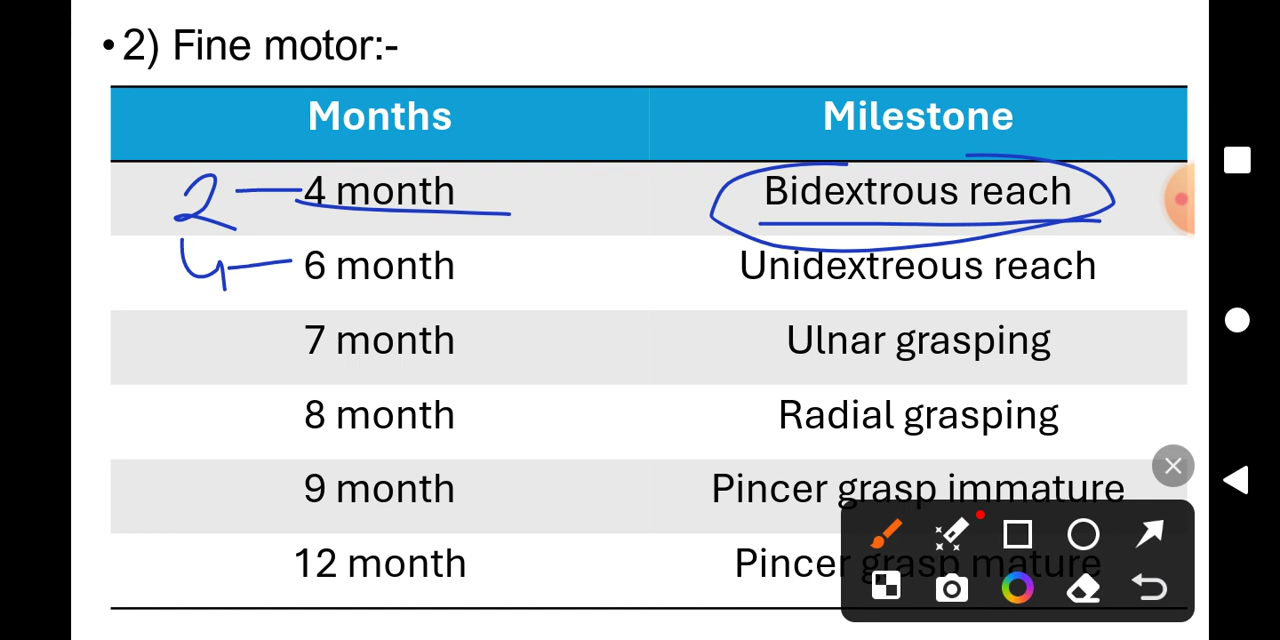 • 2) Fine motor:-
Months Milestone
2 — 4 month Bidextrous reach
4 — 6 month Unidextreous reach
7 month Ulnar grasping
8 month Radial grasping
9 month Pincer grasp immature
12 month Pincer grasp mature